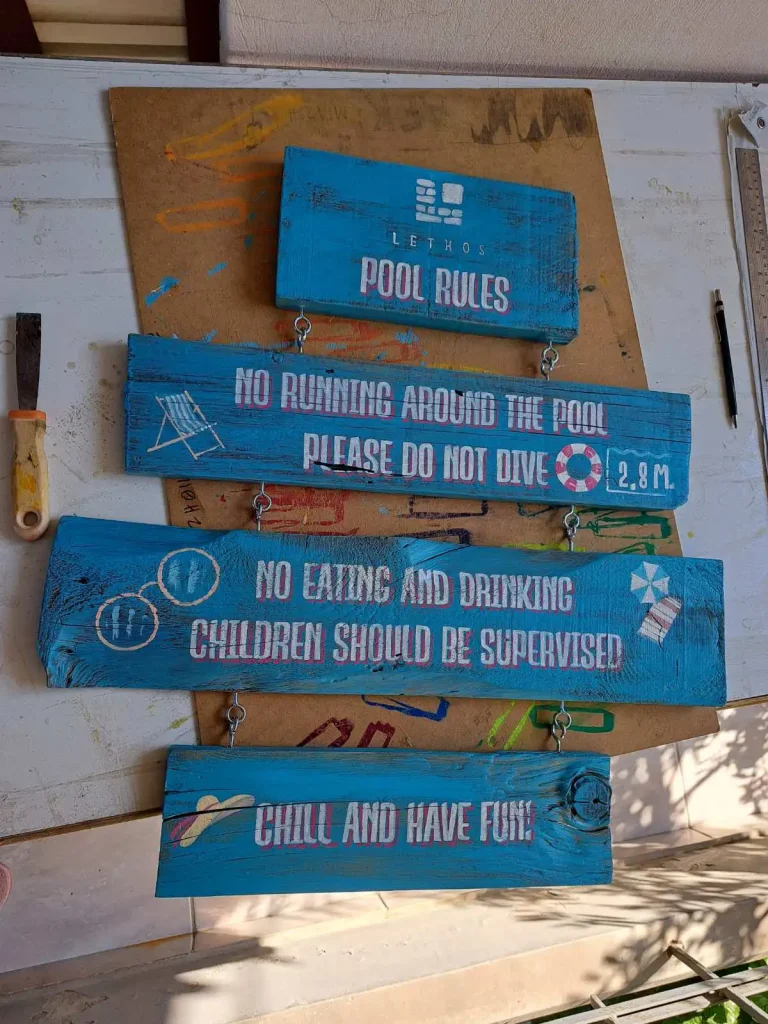 LETHOS
POOL RULES
NO RUNNING AROUND THE POOL
PLEASE DO NOT DIVE
2,8 M.
NO EATING AND DRINKING
CHILDREN SHOULD BE SUPERVISED
CHILL AND HAVE FUN!